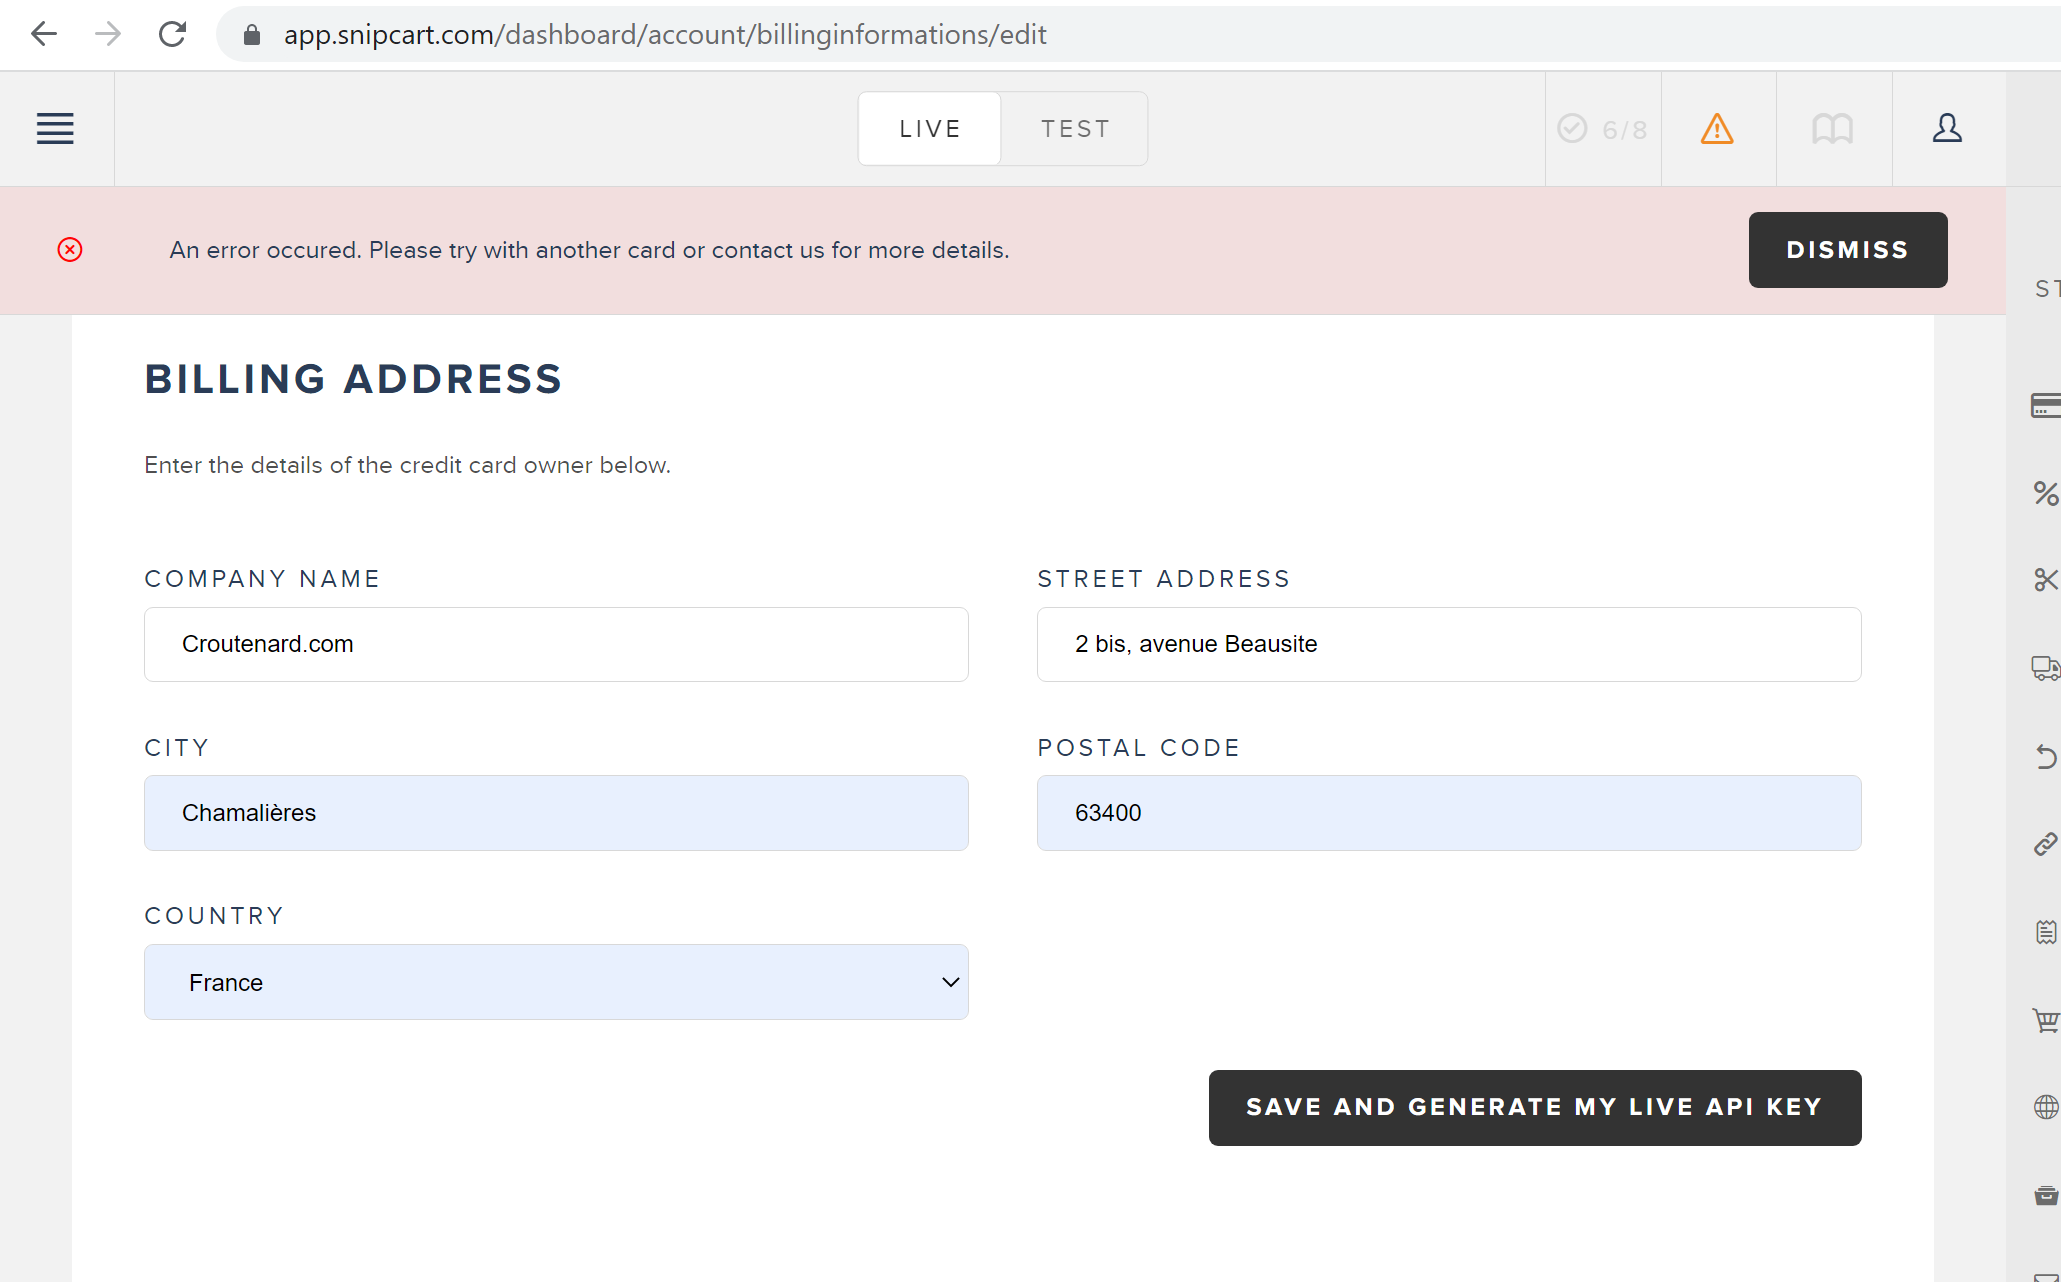 app.snipcart.com/dashboard/account/billinginformations/edit
LIVE
TEST
6/8
An error occured. Please try with another card or contact us for more details.
DISMISS
ST
BILLING ADDRESS
Enter the details of the credit card owner below.
COMPANY NAME
STREET ADDRESS
Croutenard.com
2 bis, avenue Beausite
CITY
POSTAL CODE
Chamalières
63400
COUNTRY
France
SAVE AND GENERATE MY LIVE API KEY